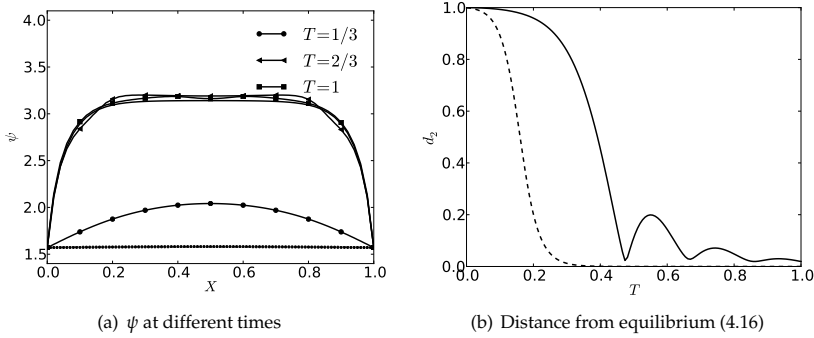 4.0
3.5
3.0
2.5
2.0
1.5
ψ
0.0 0.2 0.4 0.6 0.8 1.0
X
T=1/3
T=2/3
T=1
(a) ψ at different times
1.0
0.8
0.6
0.4
0.2
0.0
d₂
0.0 0.2 0.4 0.6 0.8 1.0
T
(b) Distance from equilibrium (4.16)